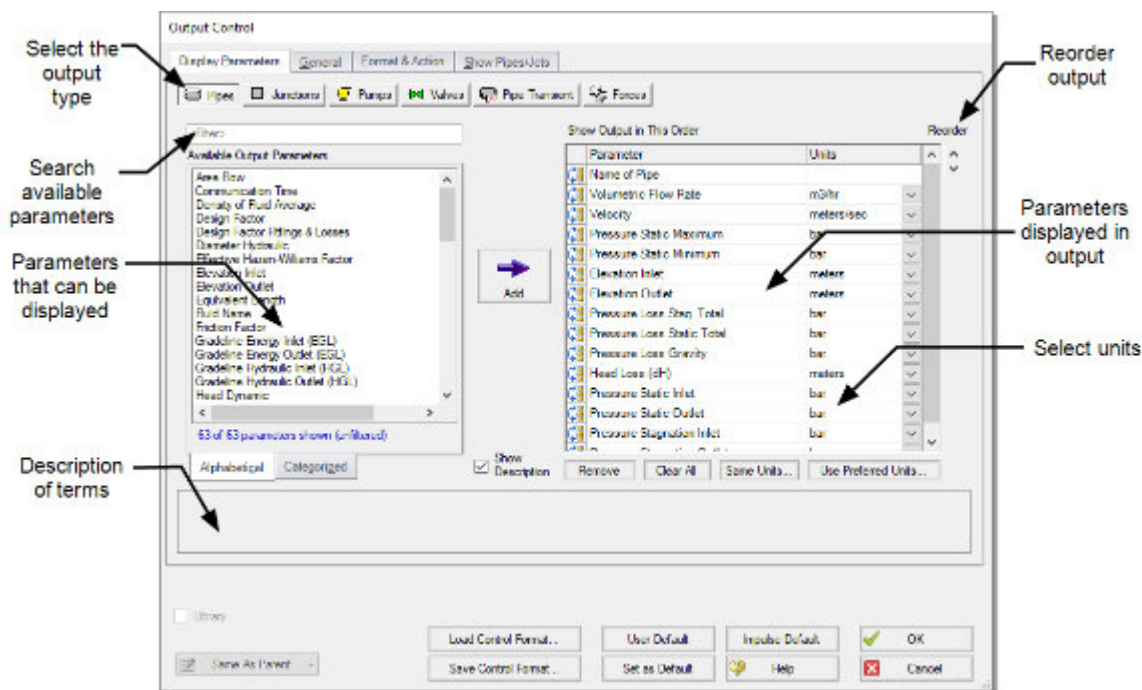 Output Control
Select the
output
type
Reorder
output
Display Parameters
General
Format & Action
Show Pipes/Jcts
Pipes
Junctions
Pumps
Valves
Pipe Transient
Forces
Search
available
parameters
<filter>
Available Output Parameters
Area Flow
Communication Time
Density of Fluid Average
Design Factor
Design Factor Fittings & Losses
Diameter Hydraulic
Effective Hazen-Williams Factor
Elevation Inlet
Elevation Outlet
Equivalent Length
Fluid Name
Friction Factor
Gradeline Energy Inlet (EGL)
Gradeline Energy Outlet (EGL)
Gradeline Hydraulic Inlet (HGL)
Gradeline Hydraulic Outlet (HGL)
Head Dynamic
63 of 63 parameters shown (unfiltered)
Alphabetical
Categorized
Parameters
that can be
displayed
Add
Show
Description
Show Output in This Order
Reorder
Parameter Units
Name of Pipe
Volumetric Flow Rate m3/hr
Velocity meters/sec
Pressure Static Maximum bar
Pressure Static Minimum bar
Elevation Inlet meters
Elevation Outlet meters
Pressure Loss Stag. Total bar
Pressure Loss Static Total bar
Pressure Loss Gravity bar
Head Loss (dH) meters
Pressure Static Inlet bar
Pressure Static Outlet bar
Pressure Stagnation Inlet bar
Parameters
displayed in
output
Select units
Remove
Clear All
Same Units...
Use Preferred Units...
Description
of terms
Library
Same As Parent
Load Control Format...
User Default
Impulse Default
OK
Save Control Format...
Set as Default
Help
Cancel